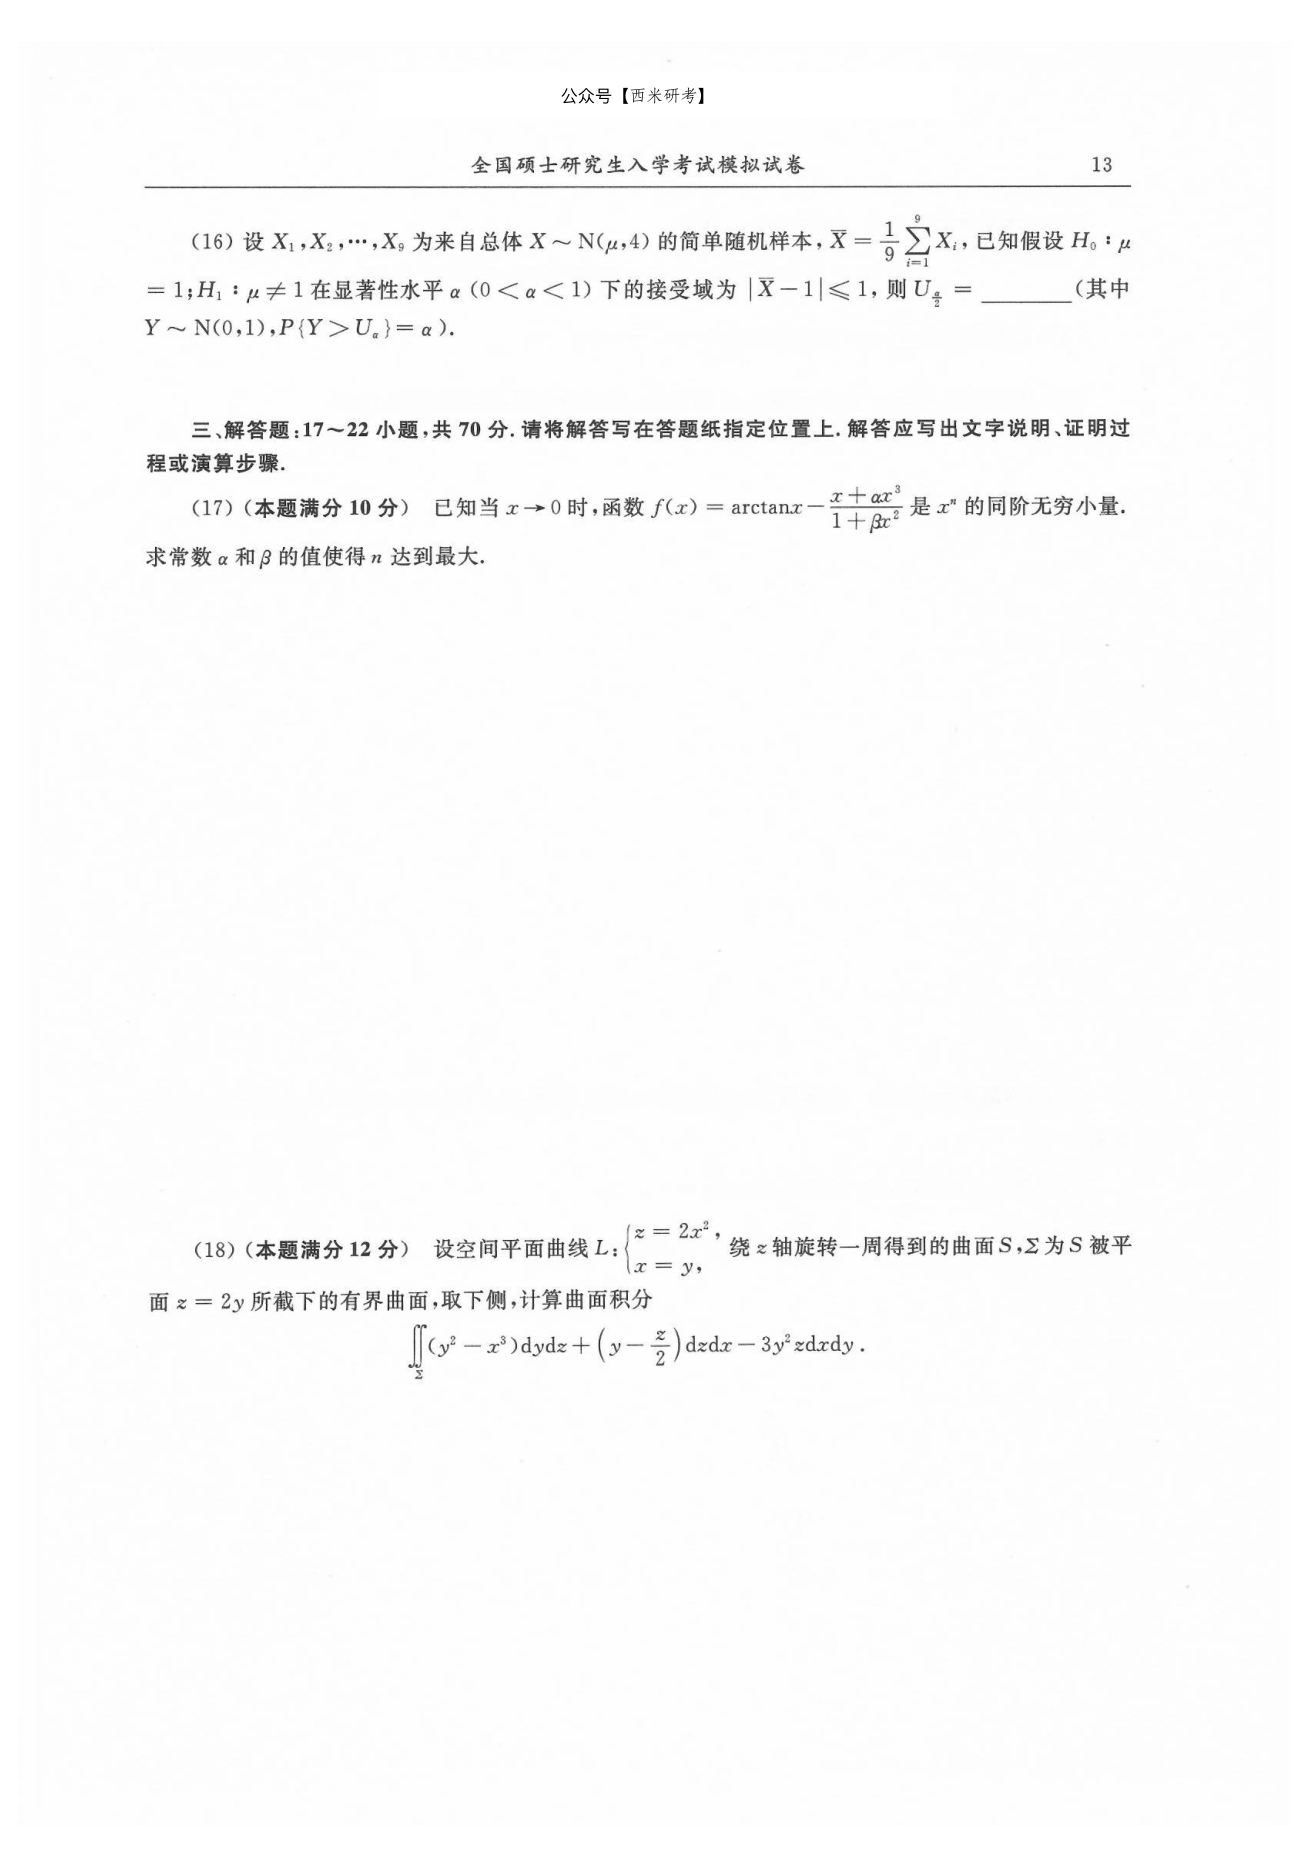 公众号【西米研考】
全国硕士研究生入学考试模拟试卷 13
(16) 设 X₁,X₂,⋯,X₉ 为来自总体 X ~ N(μ,4) 的简单随机样本, X̄ = 1/9 ∑_{i=1}^{9} Xᵢ, 已知假设 H₀:μ
= 1;H₁:μ ≠ 1 在显著性水平 α (0 < α < 1) 下的接受域为 |X̄ − 1| ⩽ 1, 则 U_{α/2} = ________ (其中
Y ~ N(0,1),P{Y > U_α} = α).
三、解答题:17~22 小题,共 70 分. 请将解答写在答题纸指定位置上. 解答应写出文字说明、证明过
程或演算步骤.
(17) (本题满分 10 分) 已知当 x → 0 时,函数 f(x) = arctanx − (x + αx³)/(1 + βx²) 是 xⁿ 的同阶无穷小量.
求常数 α 和 β 的值使得 n 达到最大.
(18) (本题满分 12 分) 设空间平面曲线 L: { z = 2x², x = y, 绕 z 轴旋转一周得到的曲面 S,Σ 为 S 被平
面 z = 2y 所截下的有界曲面,取下侧,计算曲面积分
∬_Σ (y² − x³)dydz + (y − z/2)dzdx − 3y²zdxdy .